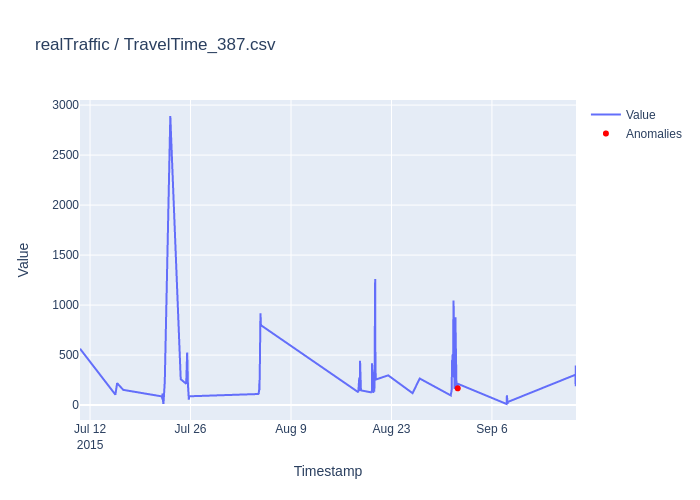 realTraffic / TravelTime_387.csv
Value
Anomalies
3000
2500
2000
1500
1000
500
0
Value
Jul 12
2015
Jul 26
Aug 9
Aug 23
Sep 6
Timestamp